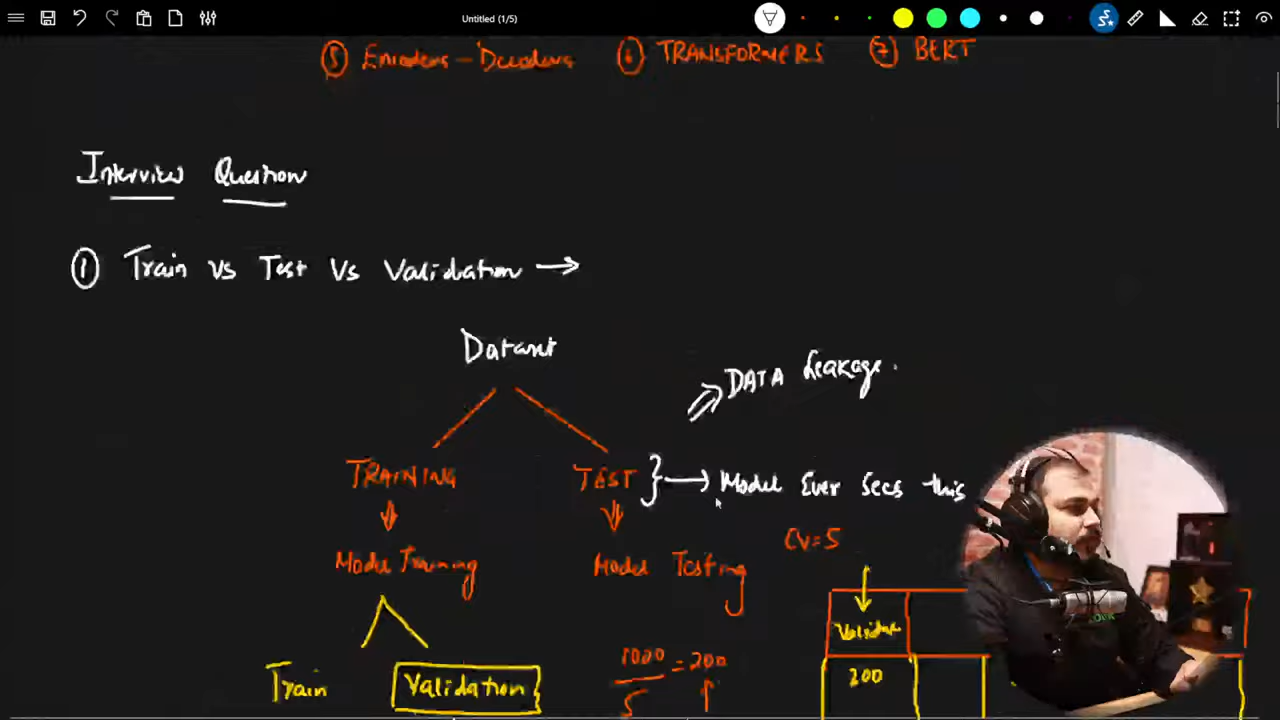 Untitled (1/5)
⑤ Encoders - Decoders ⑥ TRANSFORMERS ⑦ BERT
Interview Question
① Train vs Test Vs Validation →
Dataset
DATA Leakage.
TRAINING TEST } → Model Ever Sees this
CV=5
Model Training Model Testing
Validate
1000/5 = 200
200
Train Validation